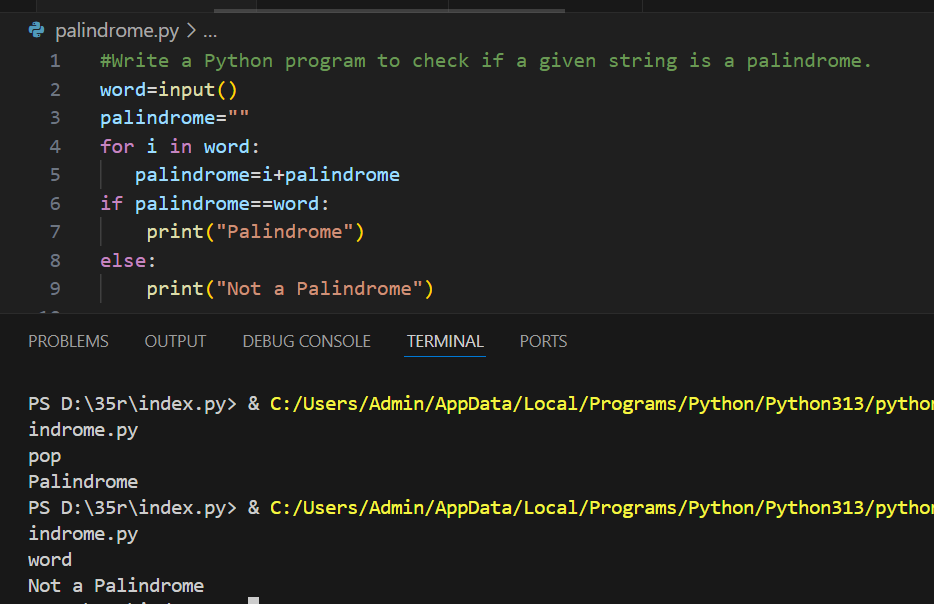 palindrome.py > ...
1 #Write a Python program to check if a given string is a palindrome.
2 word=input()
3 palindrome=""
4 for i in word:
5 palindrome=i+palindrome
6 if palindrome==word:
7 print("Palindrome")
8 else:
9 print("Not a Palindrome")
PROBLEMS OUTPUT DEBUG CONSOLE TERMINAL PORTS
PS D:\35r\index.py> & C:/Users/Admin/AppData/Local/Programs/Python/Python313/python
indrome.py
pop
Palindrome
PS D:\35r\index.py> & C:/Users/Admin/AppData/Local/Programs/Python/Python313/python
indrome.py
word
Not a Palindrome